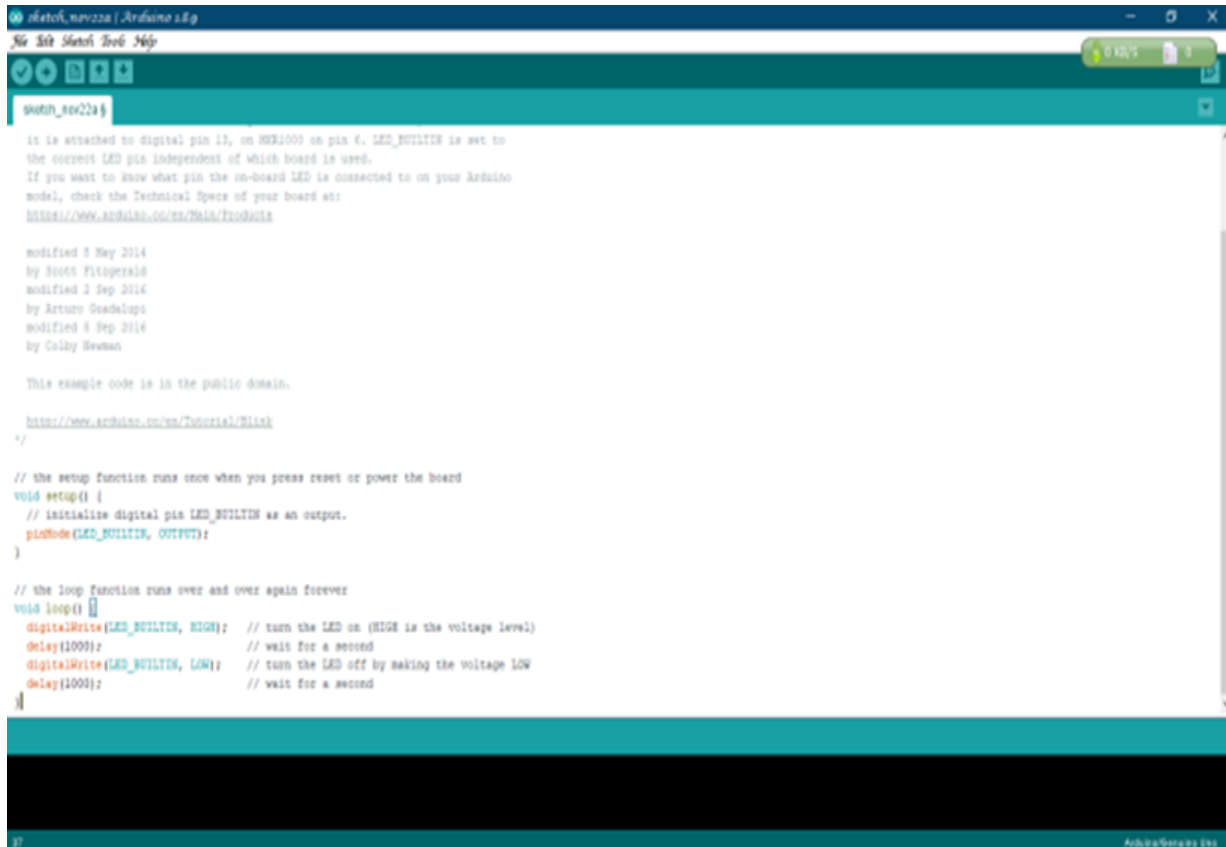 sketch_nov22a | Arduino 1.8.9
File Edit Sketch Tools Help
0 KB/S 0
sketch_nov22a §
it is attached to digital pin 13, on MKR1000 on pin 6. LED_BUILTIN is set to
the correct LED pin independent of which board is used.
If you want to know what pin the on-board LED is connected to on your Arduino
model, check the Technical Specs of your board at:
https://www.arduino.cc/en/Main/Products
modified 8 May 2014
by Scott Fitzgerald
modified 2 Sep 2016
by Arturo Guadalupi
modified 8 Sep 2016
by Colby Newman
This example code is in the public domain.
http://www.arduino.cc/en/Tutorial/Blink
*/
// the setup function runs once when you press reset or power the board
void setup() {
// initialize digital pin LED_BUILTIN as an output.
pinMode(LED_BUILTIN, OUTPUT);
}
// the loop function runs over and over again forever
void loop() {
digitalWrite(LED_BUILTIN, HIGH); // turn the LED on (HIGH is the voltage level)
delay(1000); // wait for a second
digitalWrite(LED_BUILTIN, LOW); // turn the LED off by making the voltage LOW
delay(1000); // wait for a second
}
37
Arduino/Genuino Uno